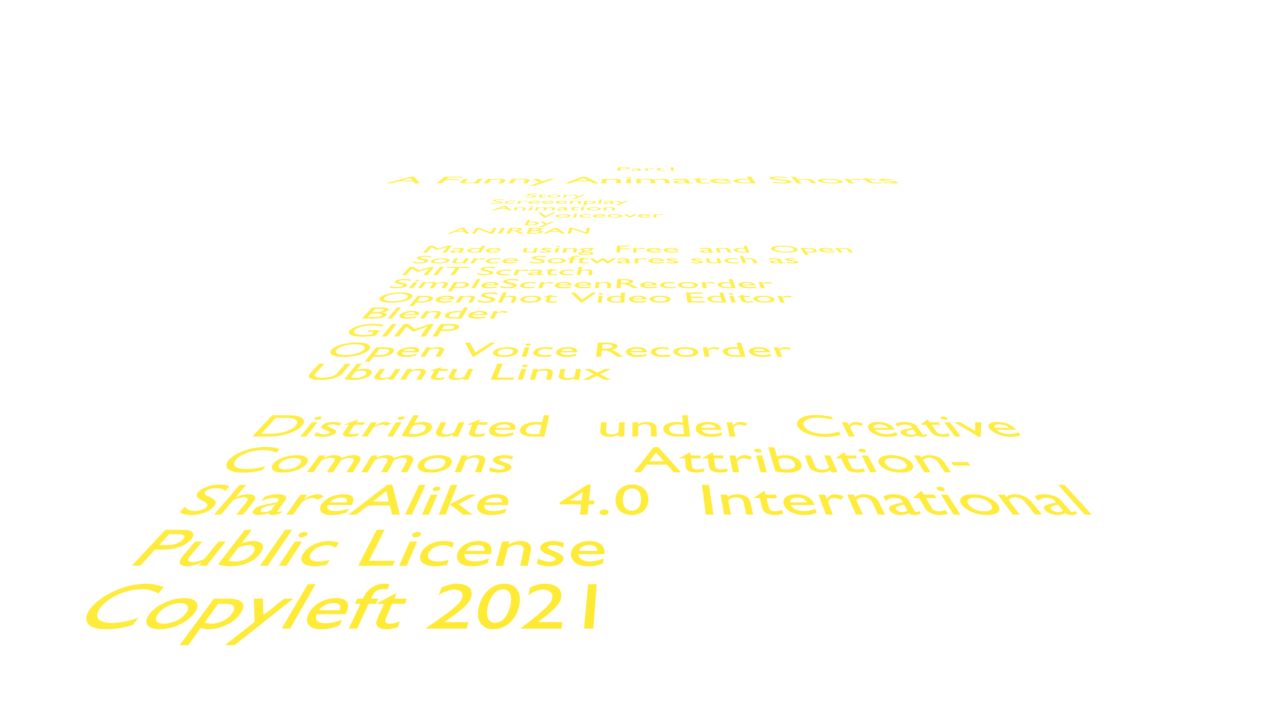 Part1
A Funny Animated Shorts
Story
Screeenplay
Animation
Voiceover
by
ANIRBAN
Made using Free and Open
Source Softwares such as
MIT Scratch
SimpleScreenRecorder
OpenShot Video Editor
Blender
GIMP
Open Voice Recorder
Ubuntu Linux
Distributed under Creative
Commons Attribution-
ShareAlike 4.0 International
Public License
Copyleft 2021